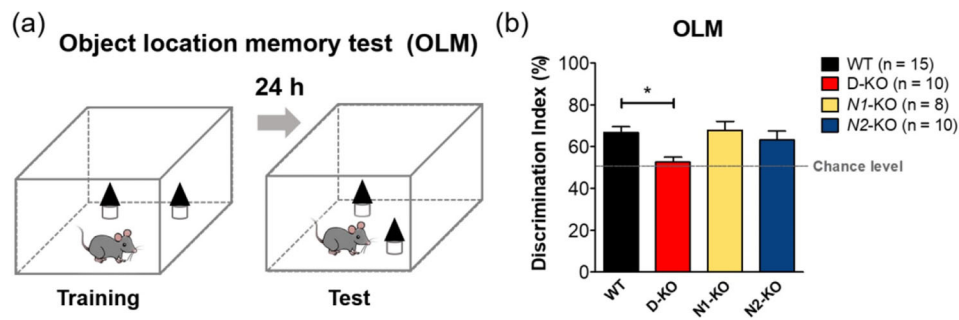 (a)
Object location memory test (OLM)
24 h
Training
Test
(b)
OLM
Discrimination Index (%)
100
80
60
40
20
0
*
WT
D-KO
N1-KO
N2-KO
WT (n = 15)
D-KO (n = 10)
N1-KO (n = 8)
N2-KO (n = 10)
Chance level